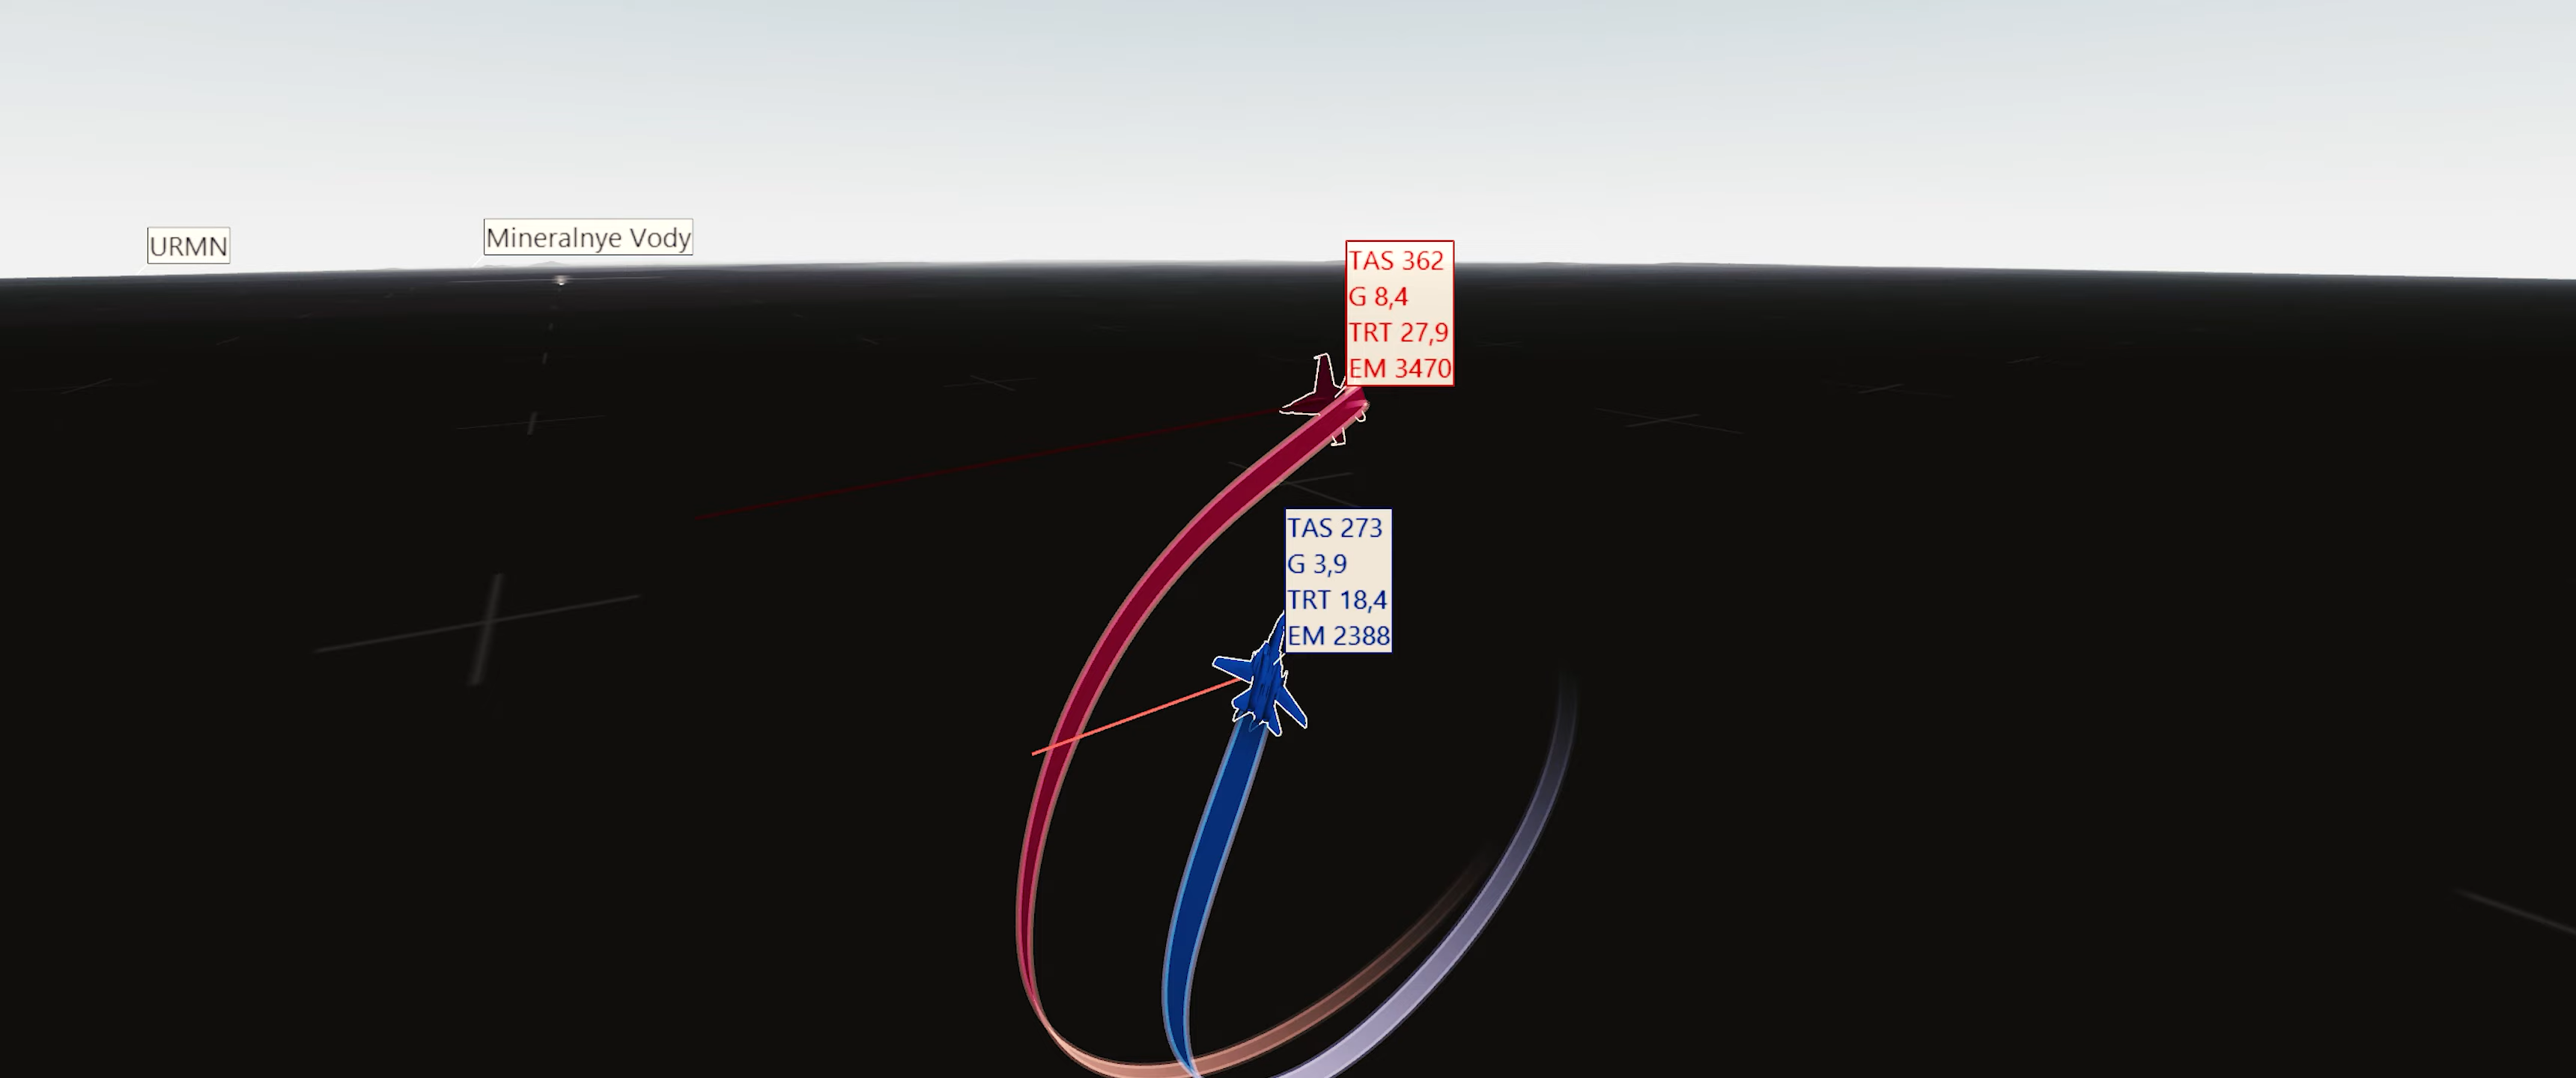 URMN
Mineralnye Vody
TAS 362
G 8,4
TRT 27,9
EM 3470
TAS 273
G 3,9
TRT 18,4
EM 2388